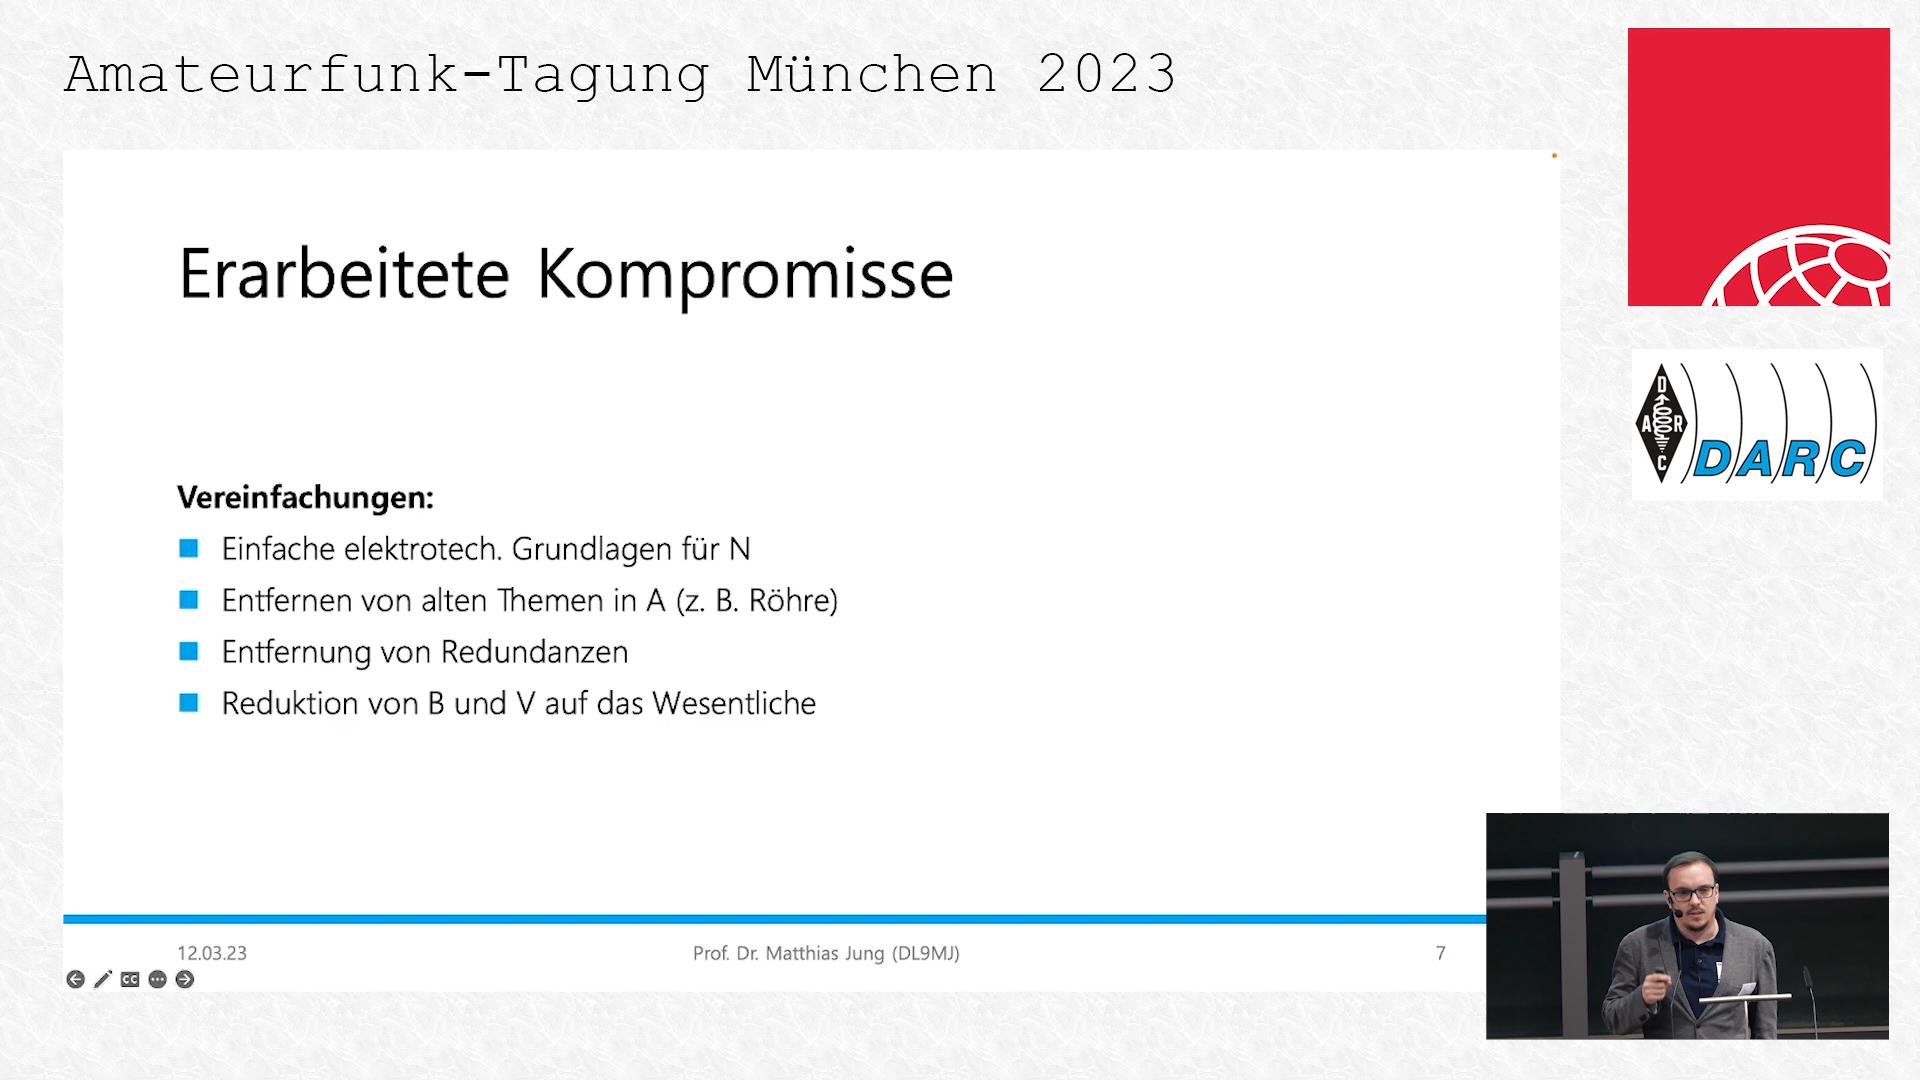 Amateurfunk-Tagung München 2023
Erarbeitete Kompromisse
Vereinfachungen:
Einfache elektrotech. Grundlagen für N
Entfernen von alten Themen in A (z. B. Röhre)
Entfernung von Redundanzen
Reduktion von B und V auf das Wesentliche
12.03.23
Prof. Dr. Matthias Jung (DL9MJ)
7
CC
D
A R
C
DARC